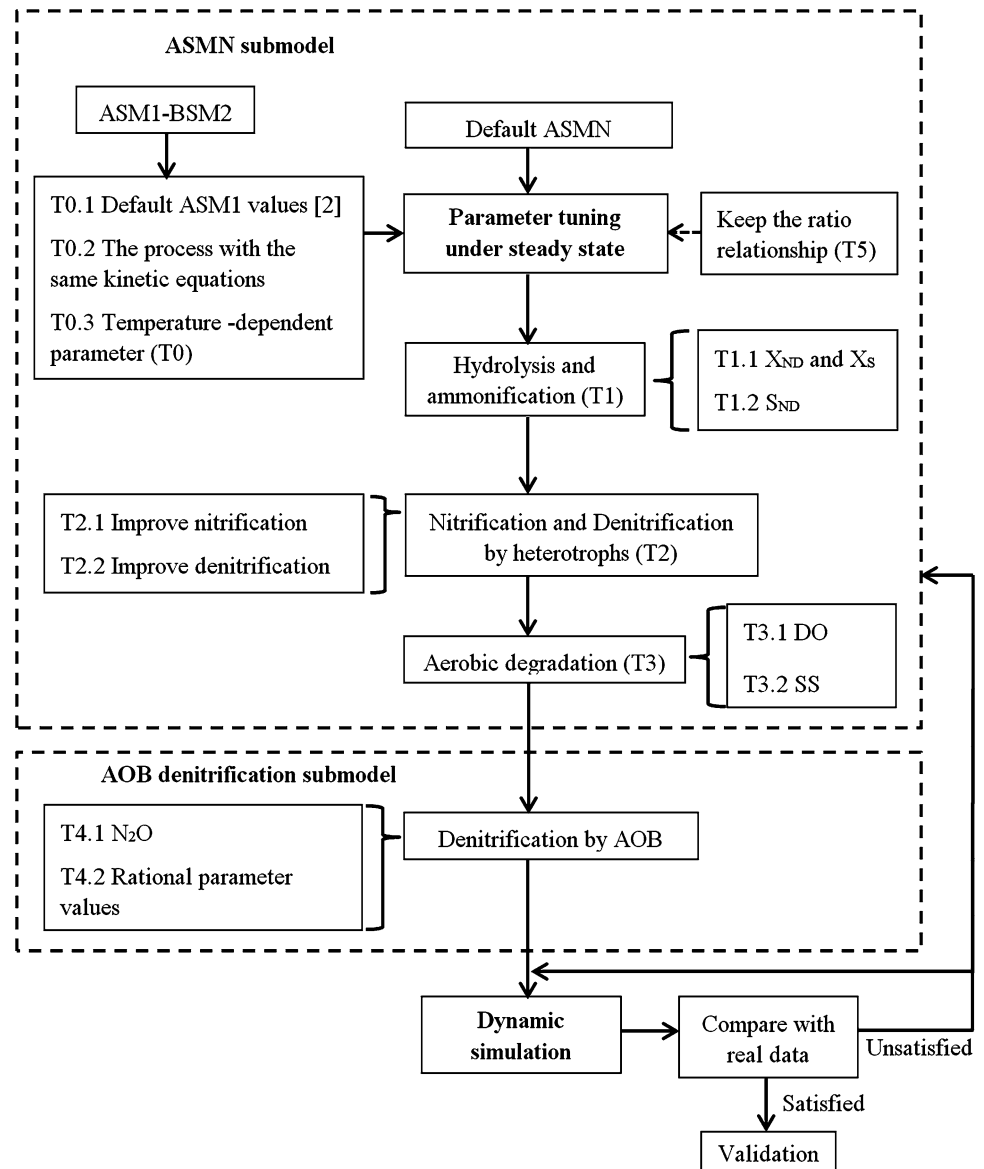 ASMN submodel
ASM1-BSM2
Default ASMN
T0.1 Default ASM1 values [2]
T0.2 The process with the
same kinetic equations
T0.3 Temperature -dependent
parameter (T0)
Parameter tuning
under steady state
Keep the ratio
relationship (T5)
Hydrolysis and
ammonification (T1)
T1.1 XND and XS
T1.2 SND
T2.1 Improve nitrification
T2.2 Improve denitrification
Nitrification and Denitrification
by heterotrophs (T2)
Aerobic degradation (T3)
T3.1 DO
T3.2 SS
AOB denitrification submodel
T4.1 N₂O
T4.2 Rational parameter
values
Denitrification by AOB
Dynamic
simulation
Compare with
real data
Unsatisfied
Satisfied
Validation